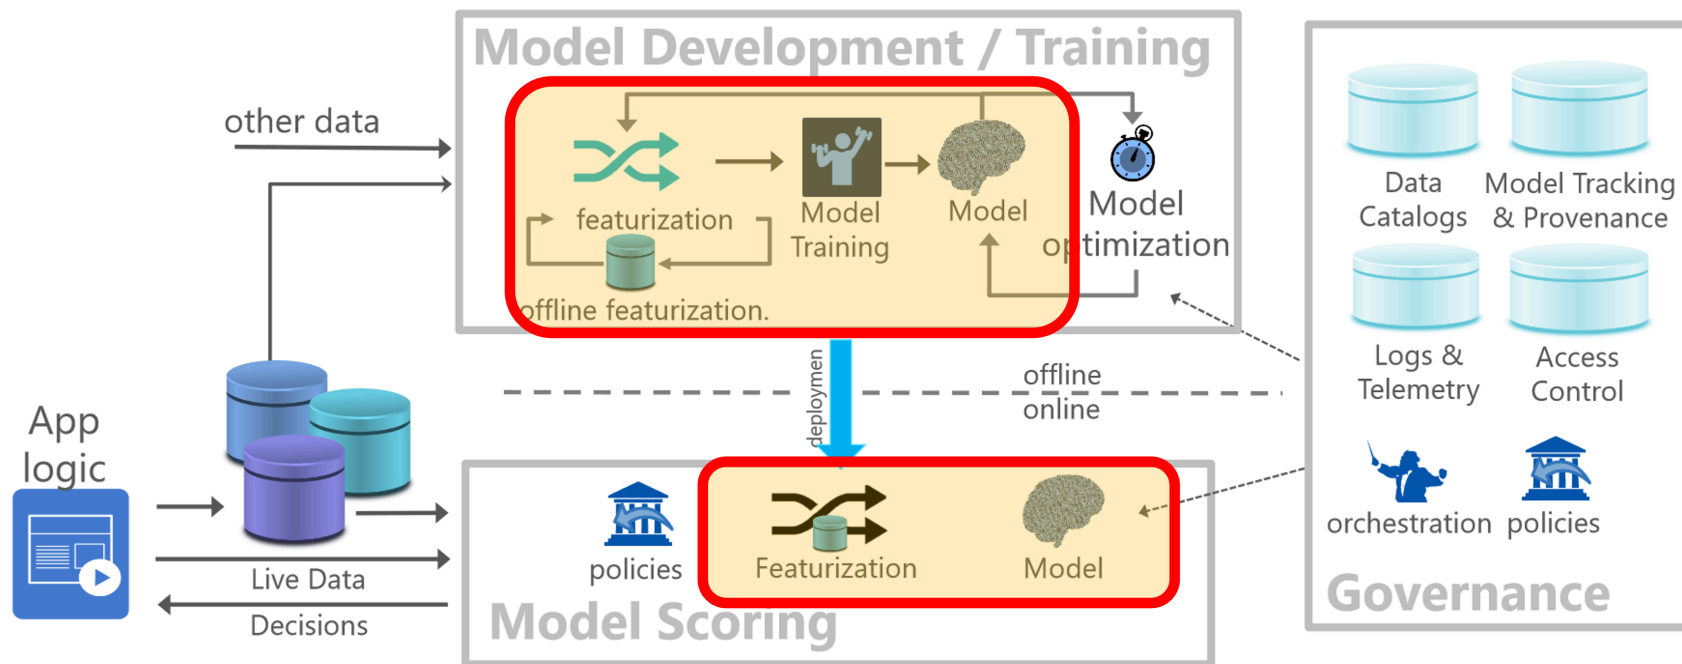 Model Development / Training
other data
featurization
Model
Training
Model
Model
optimization
offline featurization.
deploymen
offline
online
App
logic
Live Data
Decisions
policies
Featurization
Model
Model Scoring
Data
Catalogs
Model Tracking
& Provenance
Logs &
Telemetry
Access
Control
orchestration
policies
Governance